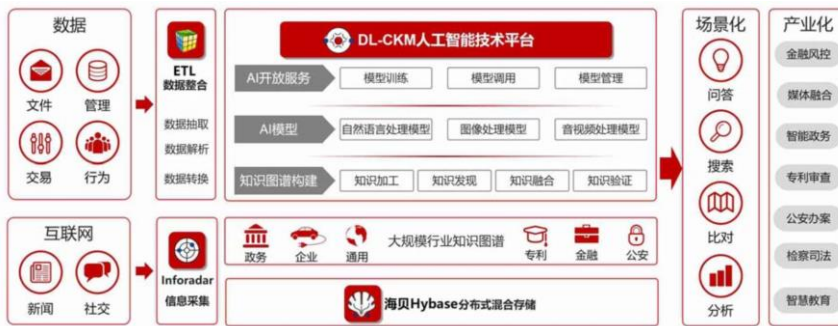 数据
文件
管理
交易
行为
互联网
新闻
社交
ETL
数据整合
数据抽取
数据解析
数据转换
Inforadar
信息采集
DL-CKM人工智能技术平台
AI开放服务
模型训练
模型调用
模型管理
AI模型
自然语言处理模型
图像处理模型
音视频处理模型
知识图谱构建
知识加工
知识发现
知识融合
知识验证
政务
企业
通用
大规模行业知识图谱
专利
金融
公安
海贝Hybase分布式混合存储
场景化
问答
搜索
比对
分析
产业化
金融风控
媒体融合
智能政务
专利审查
公安办案
检察司法
智慧教育